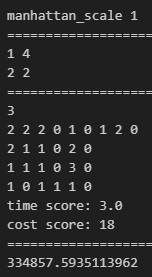 manhattan_scale 1
====================
1 4
2 2
====================
3
2 2 2 0 1 0 1 2 0
2 1 1 0 2 0
1 1 1 0 3 0
1 0 1 1 1 0
time score: 3.0
cost score: 18
====================
334857.5935113962